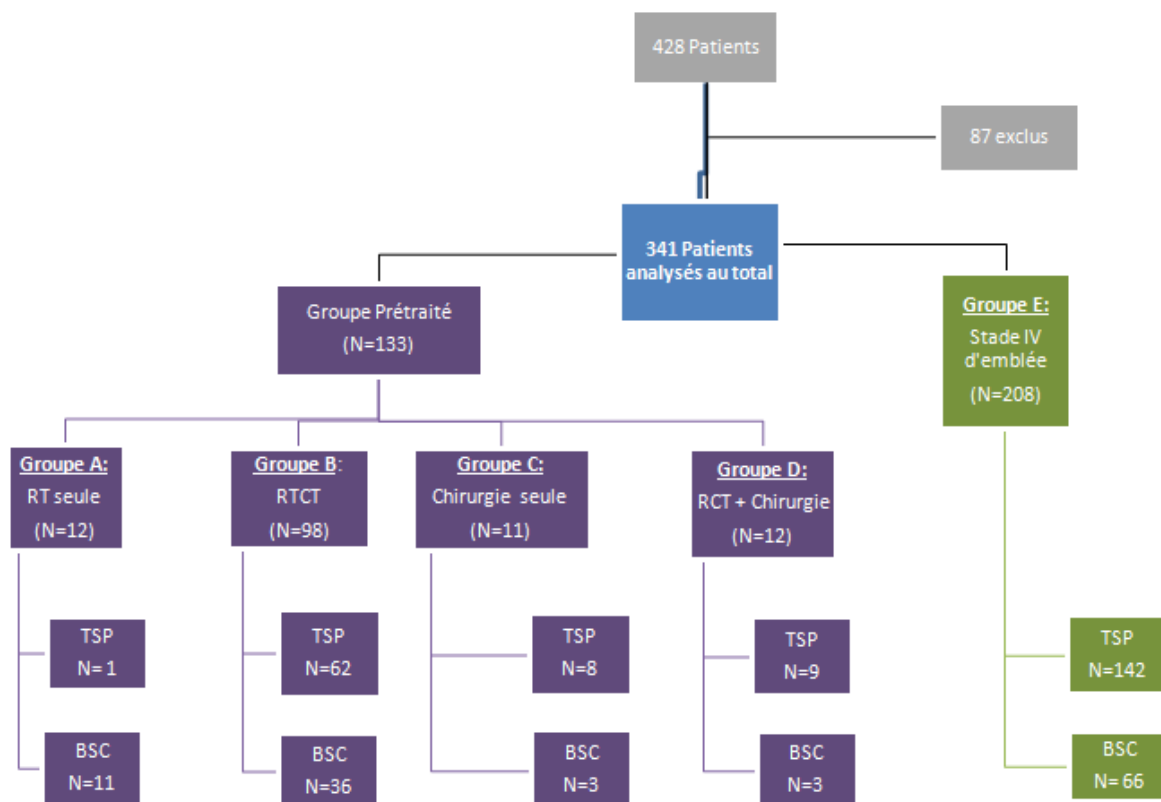 428 Patients
87 exclus
341 Patients
analysés au total
Groupe Prétraité
(N=133)
Groupe E:
Stade IV
d'emblée
(N=208)
Groupe A:
RT seule
(N=12)
Groupe B:
RTCT
(N=98)
Groupe C:
Chirurgie seule
(N=11)
Groupe D:
RCT + Chirurgie
(N=12)
TSP
N= 1
TSP
N=62
TSP
N=8
TSP
N=9
TSP
N=142
BSC
N=11
BSC
N=36
BSC
N=3
BSC
N=3
BSC
N= 66